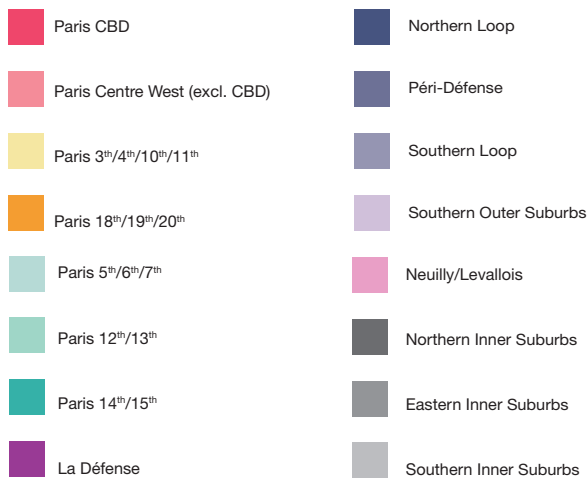 Paris CBD
Paris Centre West (excl. CBD)
Paris 3th/4th/10th/11th
Paris 18th/19th/20th
Paris 5th/6th/7th
Paris 12th/13th
Paris 14th/15th
La Défense
Northern Loop
Péri-Défense
Southern Loop
Southern Outer Suburbs
Neuilly/Levallois
Northern Inner Suburbs
Eastern Inner Suburbs
Southern Inner Suburbs